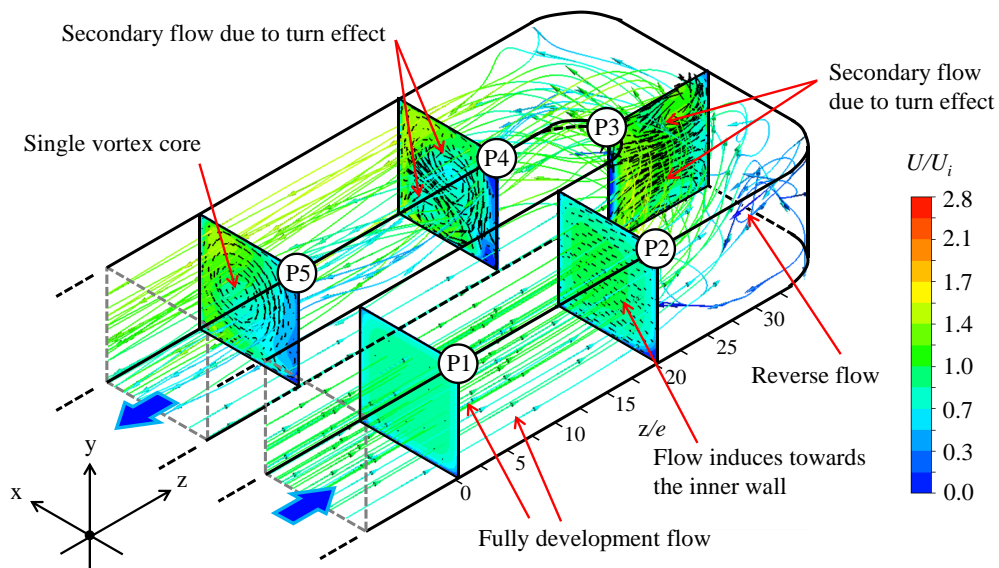 Secondary flow due to turn effect
Single vortex core
Secondary flow
due to turn effect
P3
P4
P2
P5
P1
U/Uᵢ
2.8
2.1
1.7
1.4
1.0
0.7
0.3
0.0
30
25
20
15
10
5
0
z/e
Reverse flow
Flow induces towards
the inner wall
Fully development flow
y
x
z